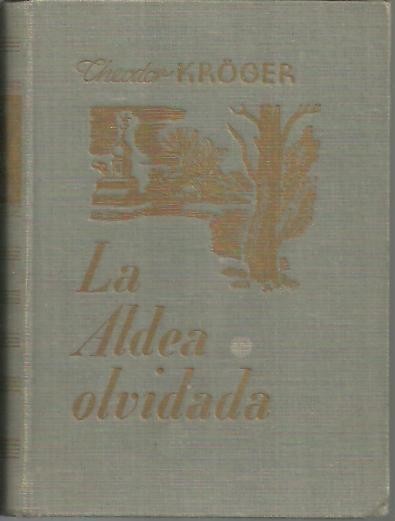 Theodor KRÖGER
La
Aldea
olvidada